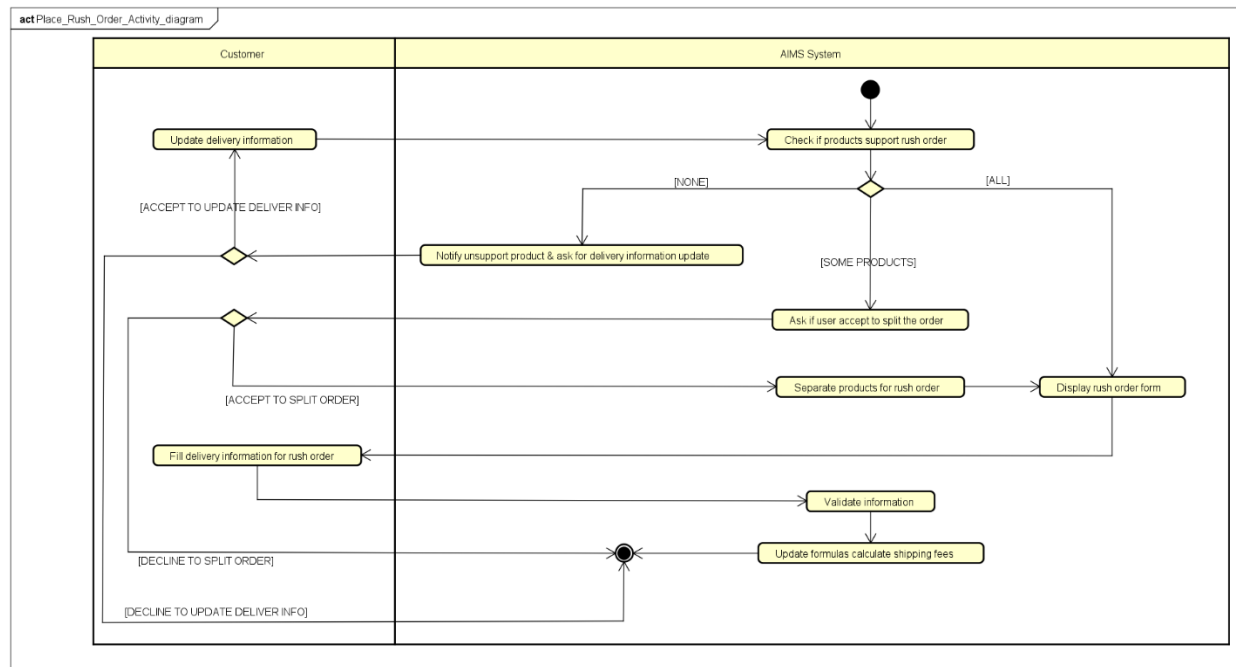 act Place_Rush_Order_Activity_diagram
Customer
AIMS System
Update delivery information
Check if products support rush order
[NONE]
[ALL]
[ACCEPT TO UPDATE DELIVER INFO]
Notify unsupport product & ask for delivery information update
[SOME PRODUCTS]
Ask if user accept to split the order
Separate products for rush order
Display rush order form
[ACCEPT TO SPLIT ORDER]
Fill delivery information for rush order
Validate information
Update formulas calculate shipping fees
[DECLINE TO SPLIT ORDER]
[DECLINE TO UPDATE DELIVER INFO]